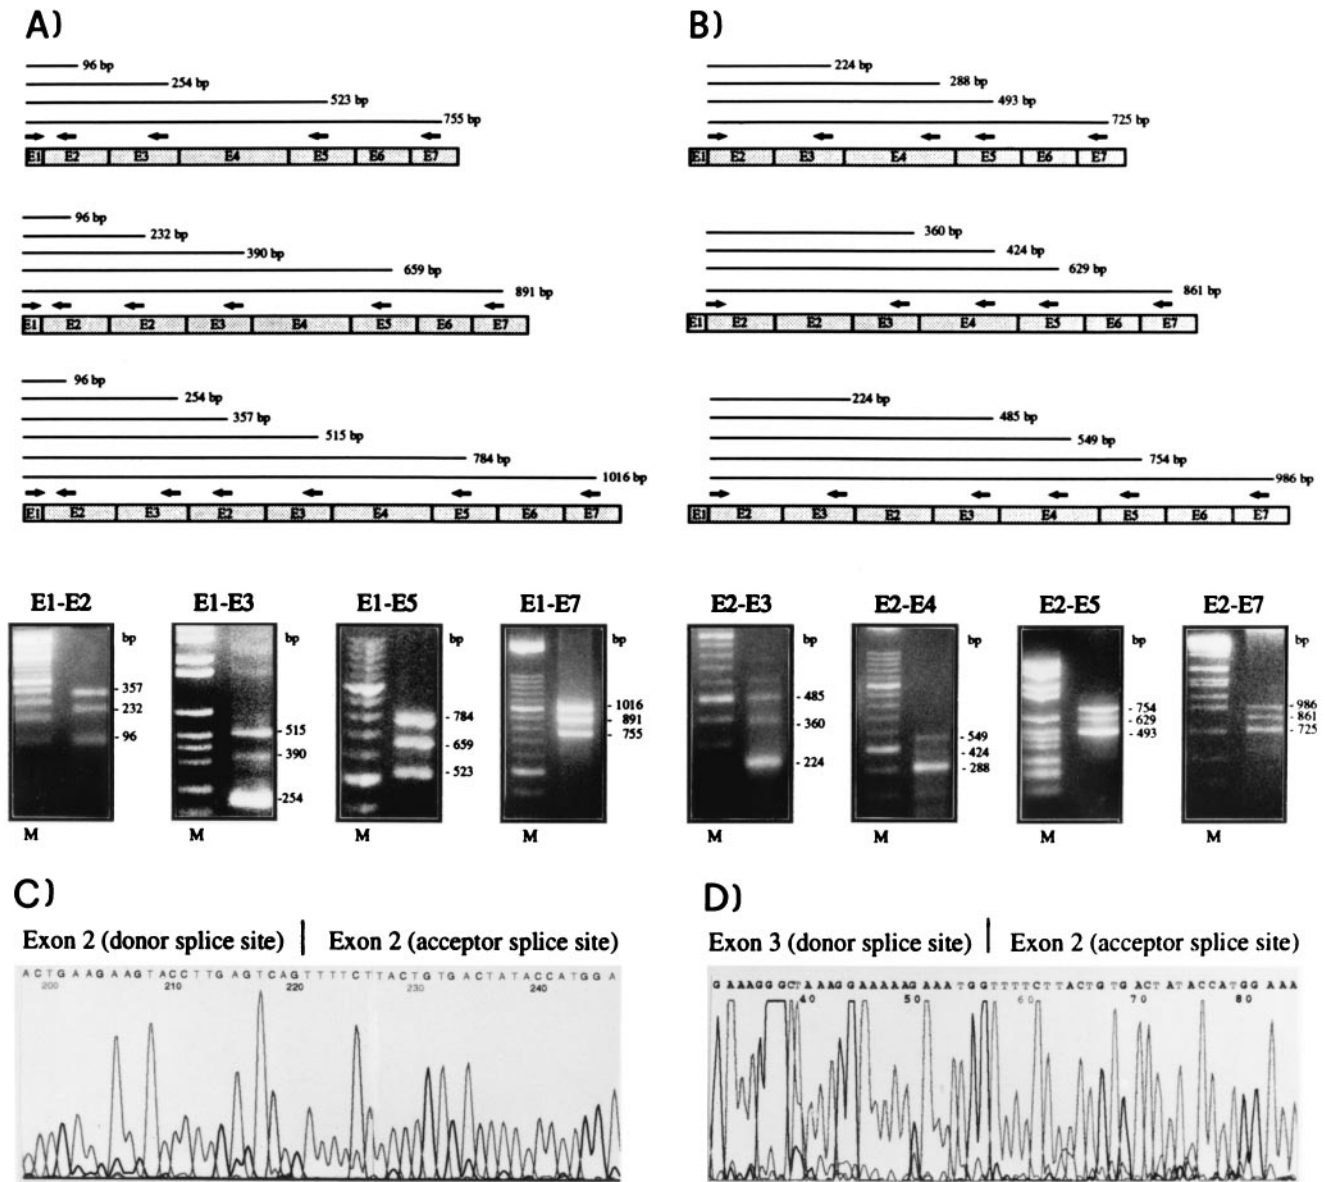 A)
96 bp
254 bp
523 bp
755 bp
E1 E2 E3 E4 E5 E6 E7
96 bp
232 bp
390 bp
659 bp
891 bp
E1 E2 E2 E3 E4 E5 E6 E7
96 bp
254 bp
357 bp
515 bp
784 bp
1016 bp
E1 E2 E3 E2 E3 E4 E5 E6 E7
B)
224 bp
288 bp
493 bp
725 bp
E1 E2 E3 E4 E5 E6 E7
360 bp
424 bp
629 bp
861 bp
E1 E2 E2 E3 E4 E5 E6 E7
224 bp
485 bp
549 bp
754 bp
986 bp
E1 E2 E3 E2 E3 E4 E5 E6 E7
E1-E2
bp
- 357
- 232
- 96
M
E1-E3
bp
- 515
- 390
-254
M
E1-E5
bp
- 784
- 659
- 523
M
E1-E7
bp
- 1016
- 891
- 755
M
E2-E3
bp
- 485
- 360
- 224
M
E2-E4
bp
- 549
- 424
- 288
M
E2-E5
bp
- 754
- 629
- 493
M
E2-E7
bp
- 986
- 861
- 725
M
C)
Exon 2 (donor splice site) | Exon 2 (acceptor splice site)
ACTGAAGAAGTACCTTGAGTCAGTTTTCTTACTGTGACTATACCATGGA
200 210 220 230 240
D)
Exon 3 (donor splice site) | Exon 2 (acceptor splice site)
GAAAGGGCTAAAGGAAAAAGAAATGGTTTTCTTACTGTGACTATACCATGGAAA
40 50 60 70 80